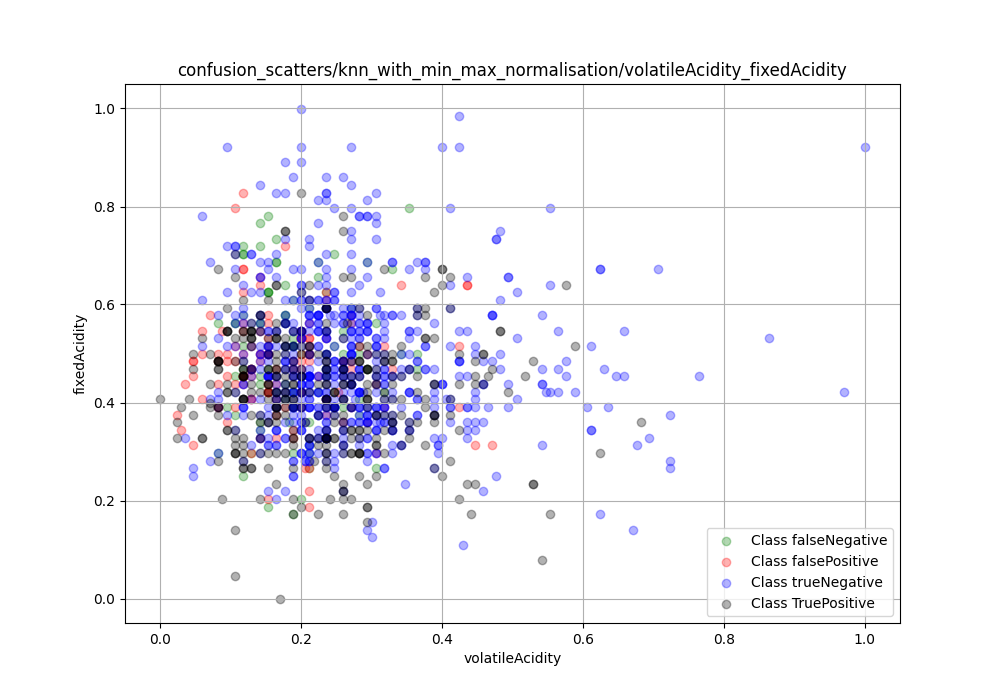 confusion_scatters/knn_with_min_max_normalisation/volatileAcidity_fixedAcidity
1.0
0.8
0.6
0.4
0.2
0.0
fixedAcidity
0.0 0.2 0.4 0.6 0.8 1.0
volatileAcidity
Class falseNegative
Class falsePositive
Class trueNegative
Class TruePositive